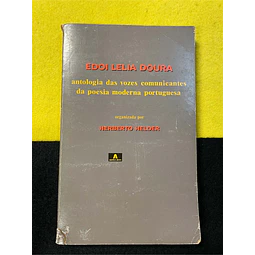 EDOI LELIA DOURA
antologia das vozes comunicantes
da poesia moderna portuguesa
organizada por
HERBERTO HELDER
A